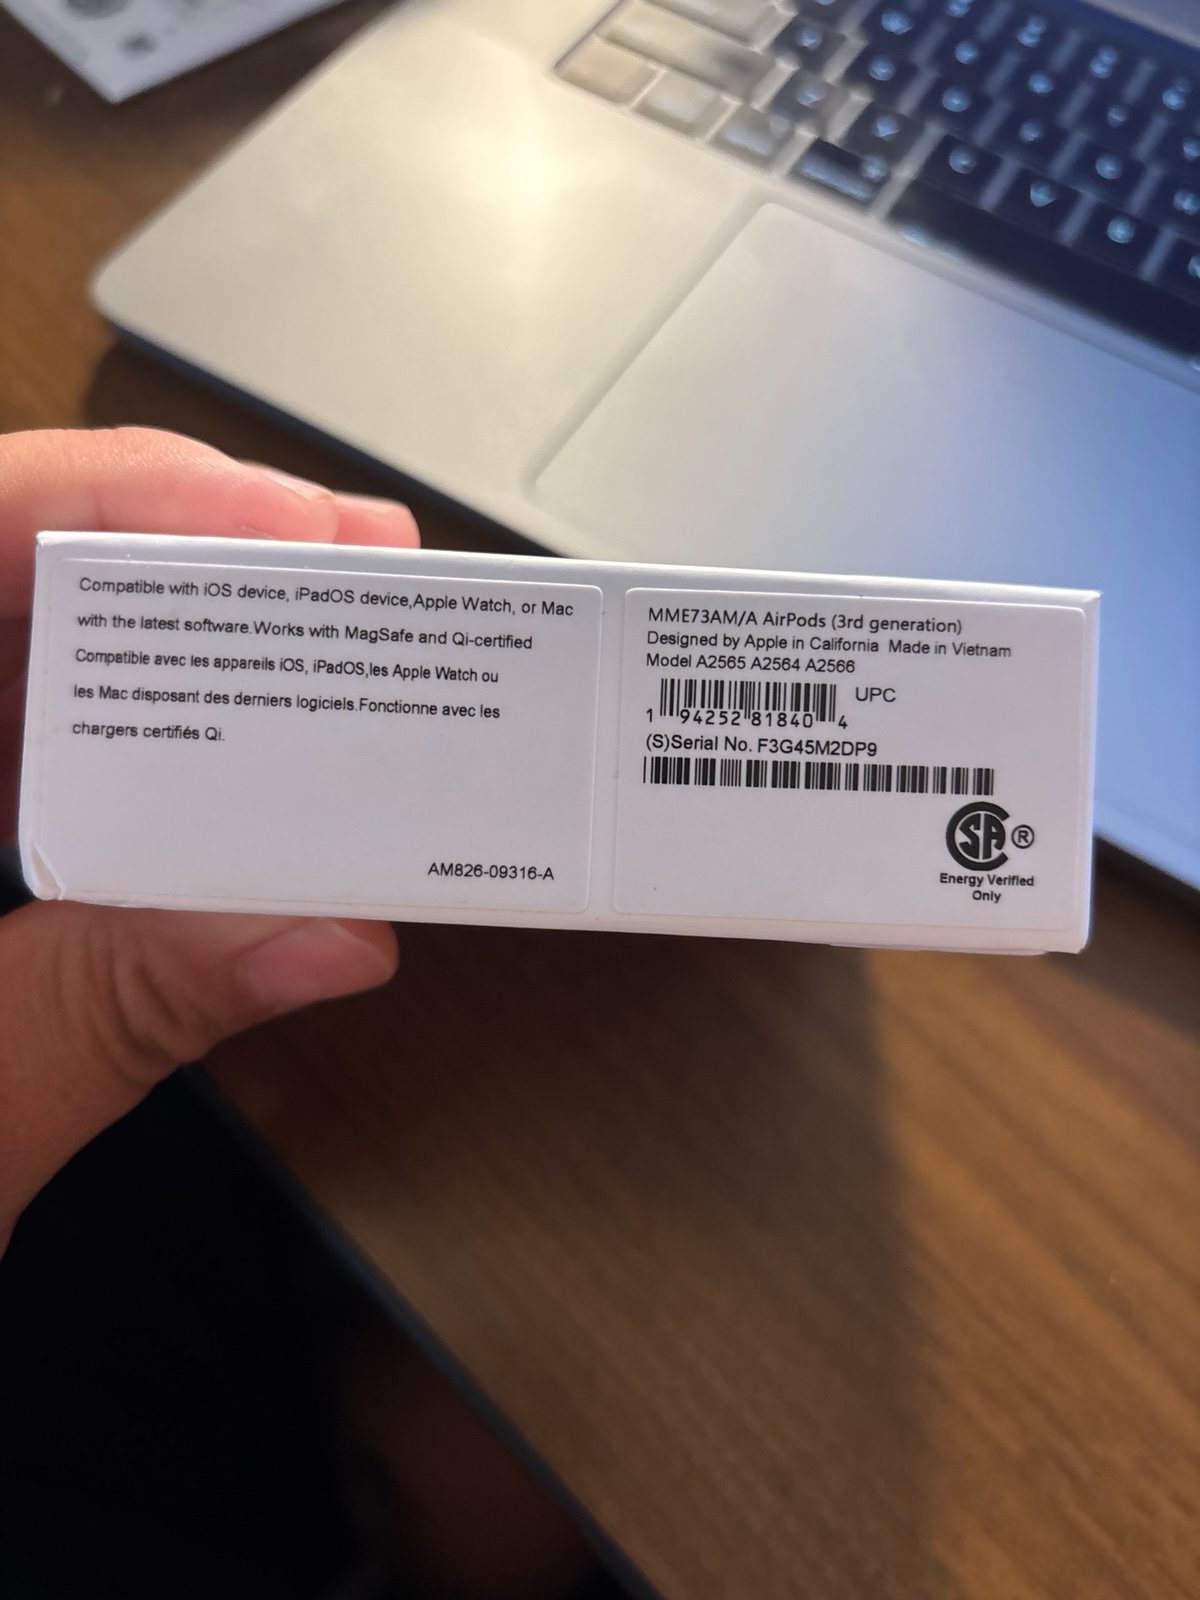 Compatible with iOS device, iPadOS device,Apple Watch, or Mac
with the latest software.Works with MagSafe and Qi-certified
Compatible avec les appareils iOS, iPadOS,les Apple Watch ou
les Mac disposant des derniers logiciels.Fonctionne avec les
chargers certifiés Qi.
AM826-09316-A
MME73AM/A AirPods (3rd generation)
Designed by Apple in California Made in Vietnam
Model A2565 A2564 A2566
UPC
1 94252 81840 4
(S)Serial No. F3G45M2DP9
SA ®
Energy Verified
Only